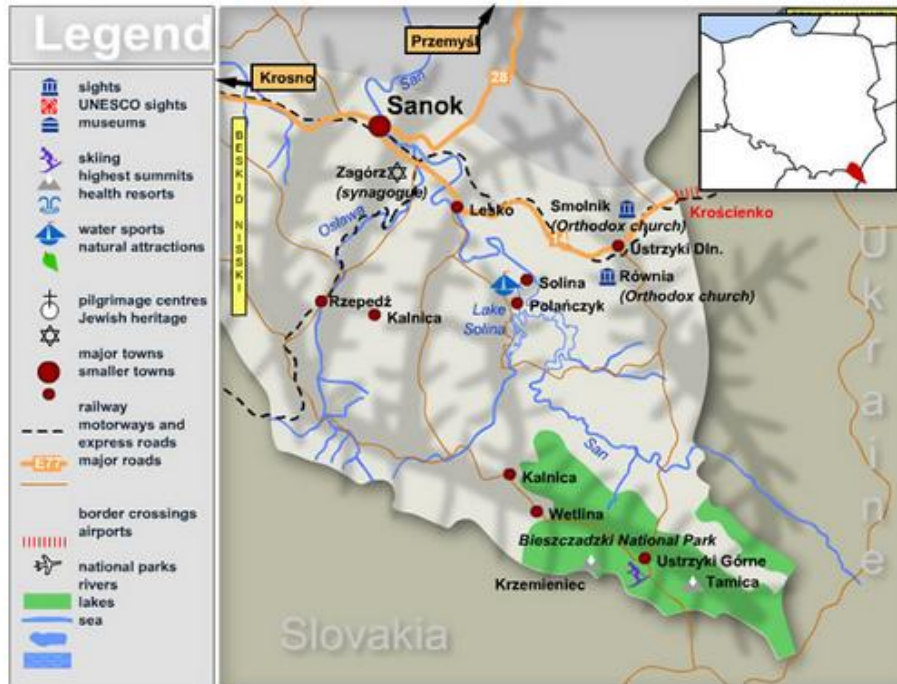 Legend
sights
UNESCO sights
museums
skiing
highest summits
health resorts
water sports
natural attractions
pilgrimage centres
Jewish heritage
major towns
smaller towns
railway
motorways and
express roads
E77
major roads
border crossings
airports
national parks
rivers
lakes
sea
Przemyśl
Krosno
28
San
Sanok
BESKID NISKI
Zagórz
(synagogue)
Osława
Lesko
Smolnik
(Orthodox church)
Krościenko
Ustrzyki Dln.
Równia
(Orthodox church)
Solina
Polańczyk
Lake
Solina
Rzepedź
Kalnica
San
Kalnica
Wetlina
Bieszczadzki National Park
Ustrzyki Górne
Krzemieniec
Tamica
Slovakia
Ukraine